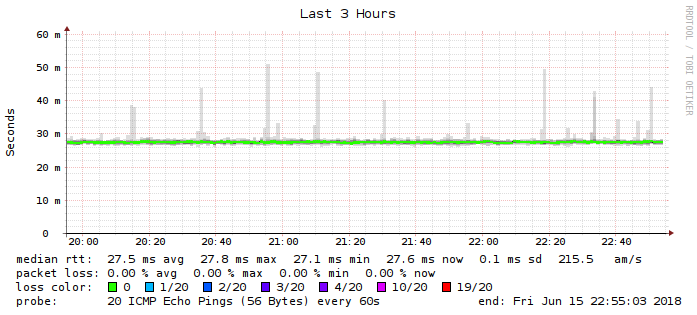 Last 3 Hours
RRDTOOL / TOBI OETIKER
Seconds
60 m
50 m
40 m
30 m
20 m
10 m
0
20:00 20:20 20:40 21:00 21:20 21:40 22:00 22:20 22:40
median rtt: 27.5 ms avg 27.8 ms max 27.1 ms min 27.6 ms now 0.1 ms sd 215.5 am/s
packet loss: 0.00 % avg 0.00 % max 0.00 % min 0.00 % now
loss color: 0 1/20 2/20 3/20 4/20 10/20 19/20
probe: 20 ICMP Echo Pings (56 Bytes) every 60s end: Fri Jun 15 22:55:03 2018